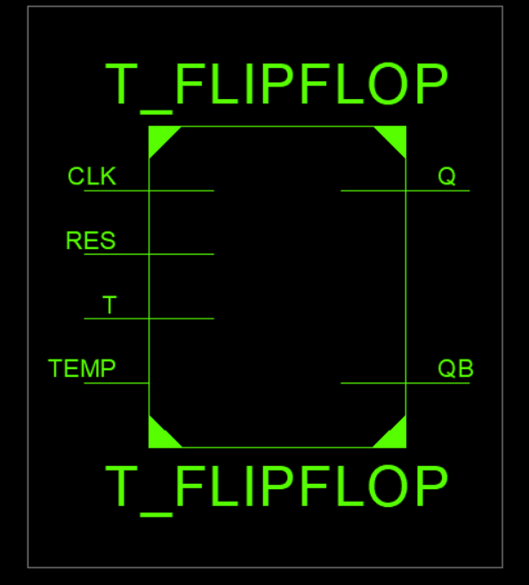 T_FLIPFLOP
CLK
Q
RES
T
TEMP
QB
T_FLIPFLOP